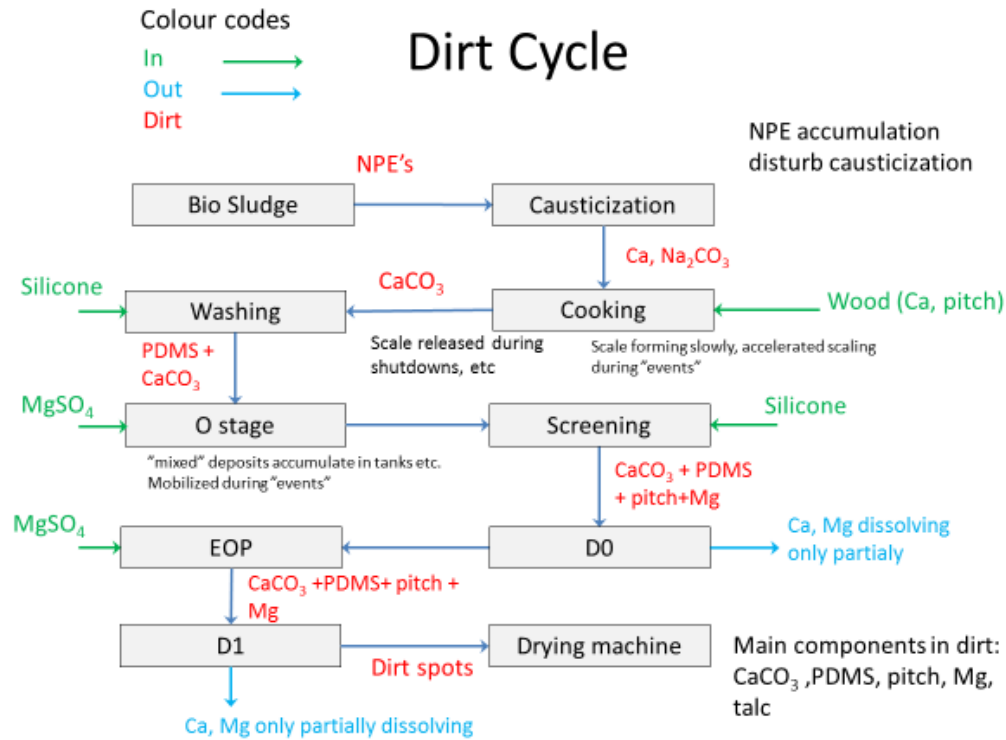 Colour codes
In
Out
Dirt
Dirt Cycle
NPE accumulation
disturb causticization
NPE's
Bio Sludge
Causticization
Ca, Na₂CO₃
Silicone
CaCO₃
Washing
Cooking
Wood (Ca, pitch)
PDMS +
CaCO₃
Scale released during
shutdowns, etc
Scale forming slowly, accelerated scaling
during "events"
MgSO₄
O stage
Screening
Silicone
"mixed" deposits accumulate in tanks etc.
Mobilized during "events"
CaCO₃ + PDMS
+ pitch+Mg
MgSO₄
EOP
D0
Ca, Mg dissolving
only partialy
CaCO₃ +PDMS+ pitch +
Mg
D1
Drying machine
Dirt spots
Main components in dirt:
CaCO₃ ,PDMS, pitch, Mg,
talc
Ca, Mg only partially dissolving